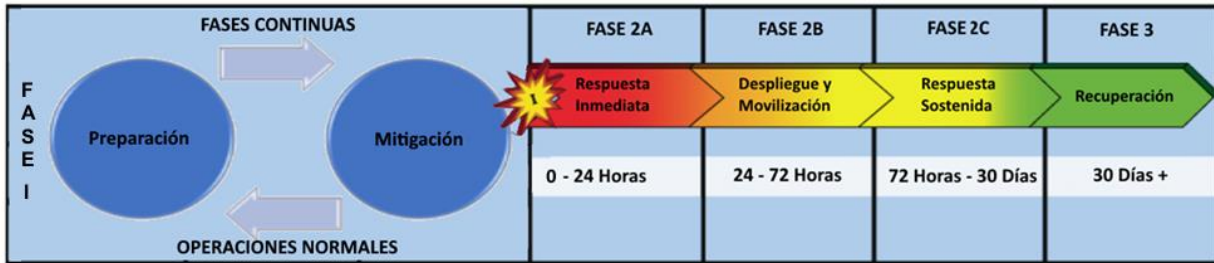 FASE I
FASES CONTINUAS
Preparación
Mitigación
OPERACIONES NORMALES
I
FASE 2A
FASE 2B
FASE 2C
FASE 3
Respuesta
Inmediata
Despliegue y
Movilización
Respuesta
Sostenida
Recuperación
0 - 24 Horas
24 - 72 Horas
72 Horas - 30 Días
30 Días +